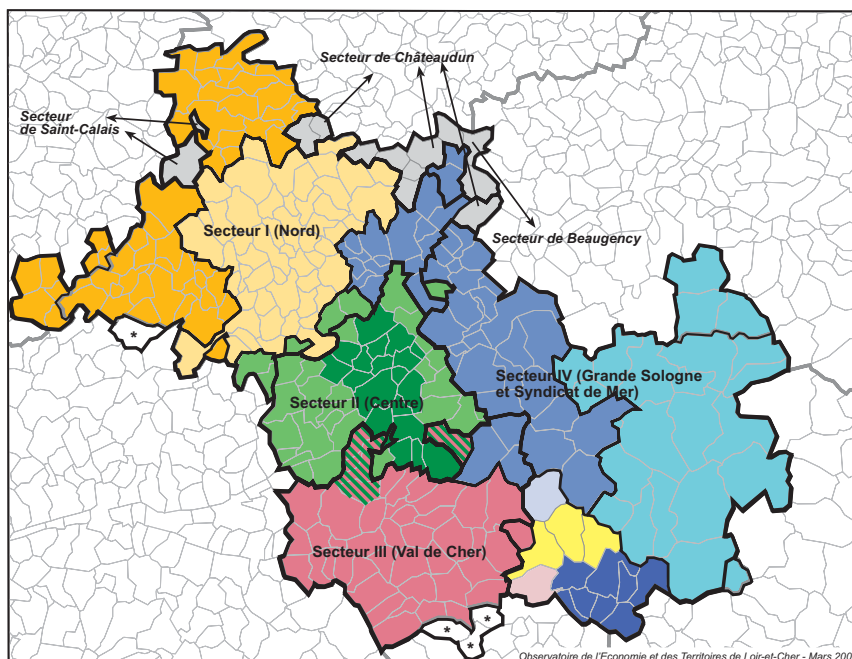 Secteur de Châteaudun
Secteur
de Saint-Calais
Secteur I (Nord)
Secteur de Beaugency
Secteur IV (Grande Sologne
et Syndicat de Mer)
Secteur II (Centre)
Secteur III (Val de Cher)
*
*
*
*
Observatoire de l'Economie et des Territoires de Loir-et-Cher - Mars 200